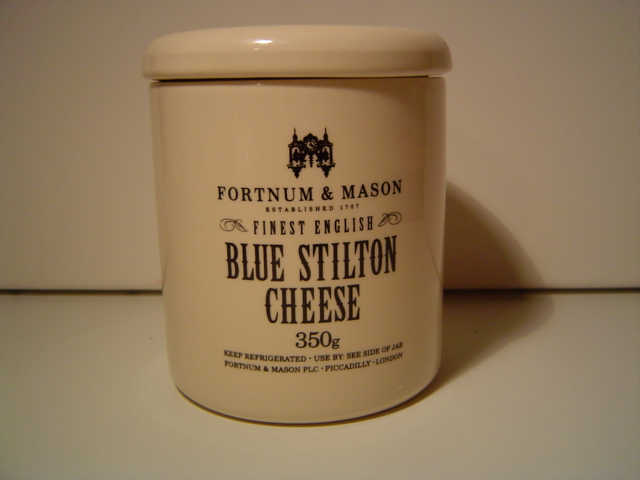 FORTNUM & MASON
ESTABLISHED 1707
FINEST ENGLISH
BLUE STILTON
CHEESE
350g
KEEP REFRIGERATED · USE BY: SEE SIDE OF JAR
FORTNUM & MASON PLC · PICCADILLY · LONDON